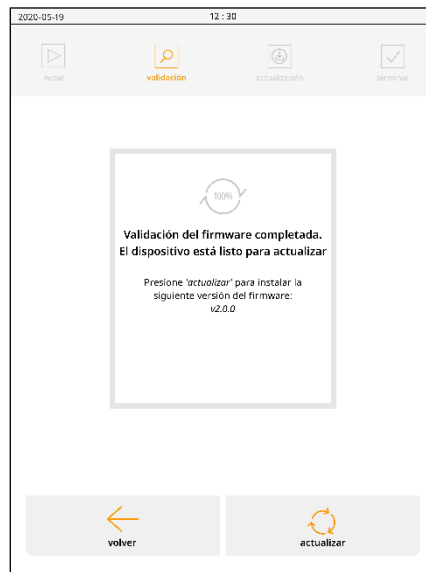 2020-05-19 12 : 30
iniciar validación actualización terminar
100%
Validación del firmware completada.
El dispositivo está listo para actualizar
Presione 'actualizar' para instalar la
siguiente versión del firmware:
v2.0.0
volver actualizar